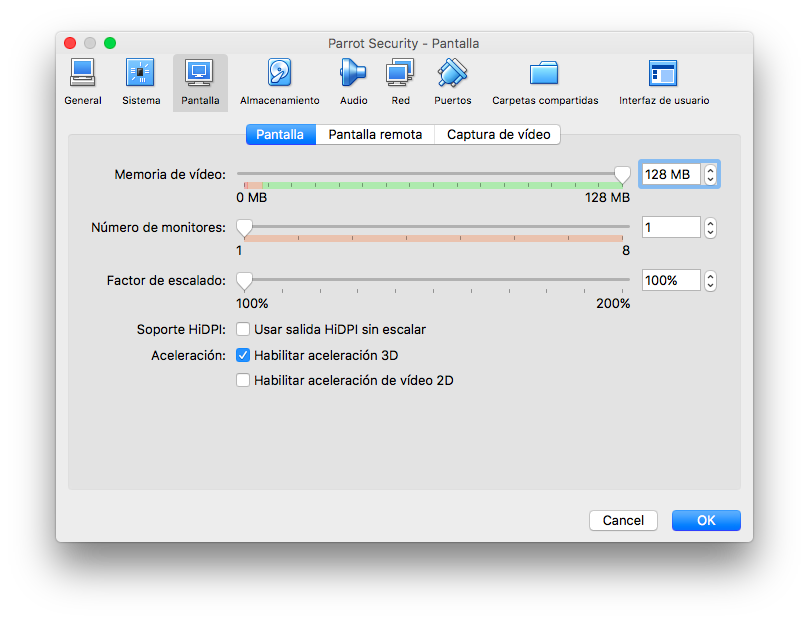 Parrot Security - Pantalla
General Sistema Pantalla Almacenamiento Audio Red Puertos Carpetas compartidas Interfaz de usuario
Pantalla Pantalla remota Captura de vídeo
Memoria de vídeo: 128 MB
0 MB 128 MB
Número de monitores: 1
1 8
Factor de escalado: 100%
100% 200%
Soporte HiDPI: Usar salida HiDPI sin escalar
Aceleración: Habilitar aceleración 3D
Habilitar aceleración de vídeo 2D
Cancel OK